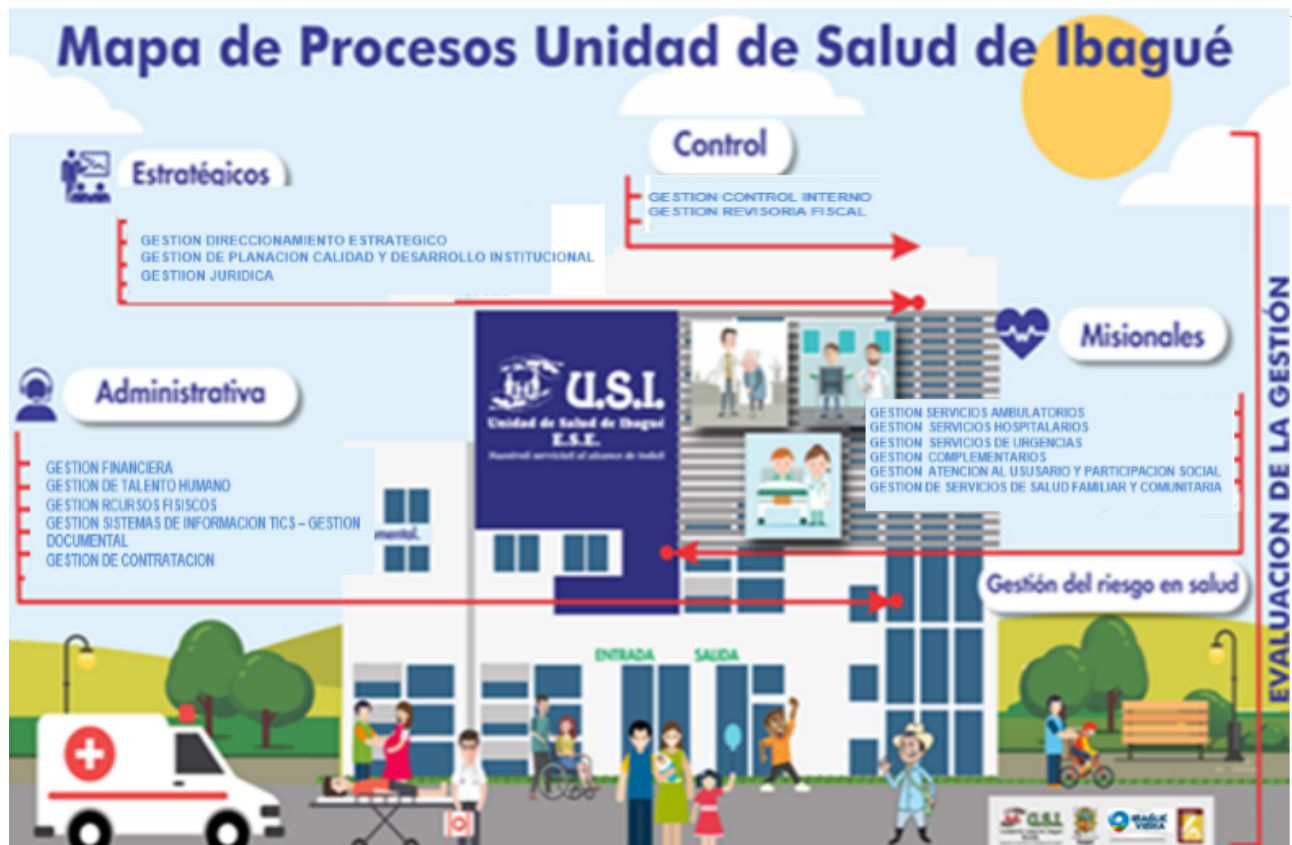 Mapa de Procesos Unidad de Salud de Ibagué
Estratégicos
GESTION DIRECCIONAMIENTO ESTRATEGICO
GESTION DE PLANACION CALIDAD Y DESARROLLO INSTITUCIONAL
GESTIION JURIDICA
Control
GESTION CONTROL INTERNO
GESTION REVISORIA FISCAL
Administrativa
GESTION FINANCIERA
GESTION DE TALENTO HUMANO
GESTION RCURSOS FISISCOS
GESTION SISTEMAS DE INFORMACION TICS – GESTION
DOCUMENTAL
GESTION DE CONTRATACION
mental.
U.S.I.
Unidad de Salud de Ibagué
E.S.E.
Misionales
GESTION SERVICIOS AMBULATORIOS
GESTION SERVICIOS HOSPITALARIOS
GESTION SERVICIOS DE URGENCIAS
GESTION COMPLEMENTARIOS
GESTION ATENCION AL USUSARIO Y PARTICIPACION SOCIAL
GESTION DE SERVICIOS DE SALUD FAMILIAR Y COMUNITARIA
Gestión del riesgo en salud
EVALUACION DE LA GESTIÓN
ENTRADA SALIDA
U.S.I.
IBAGUÉ
VIBRA